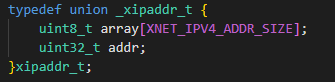 typedef union _xipaddr_t {
    uint8_t array[XNET_IPV4_ADDR_SIZE];
    uint32_t addr;
}xipaddr_t;